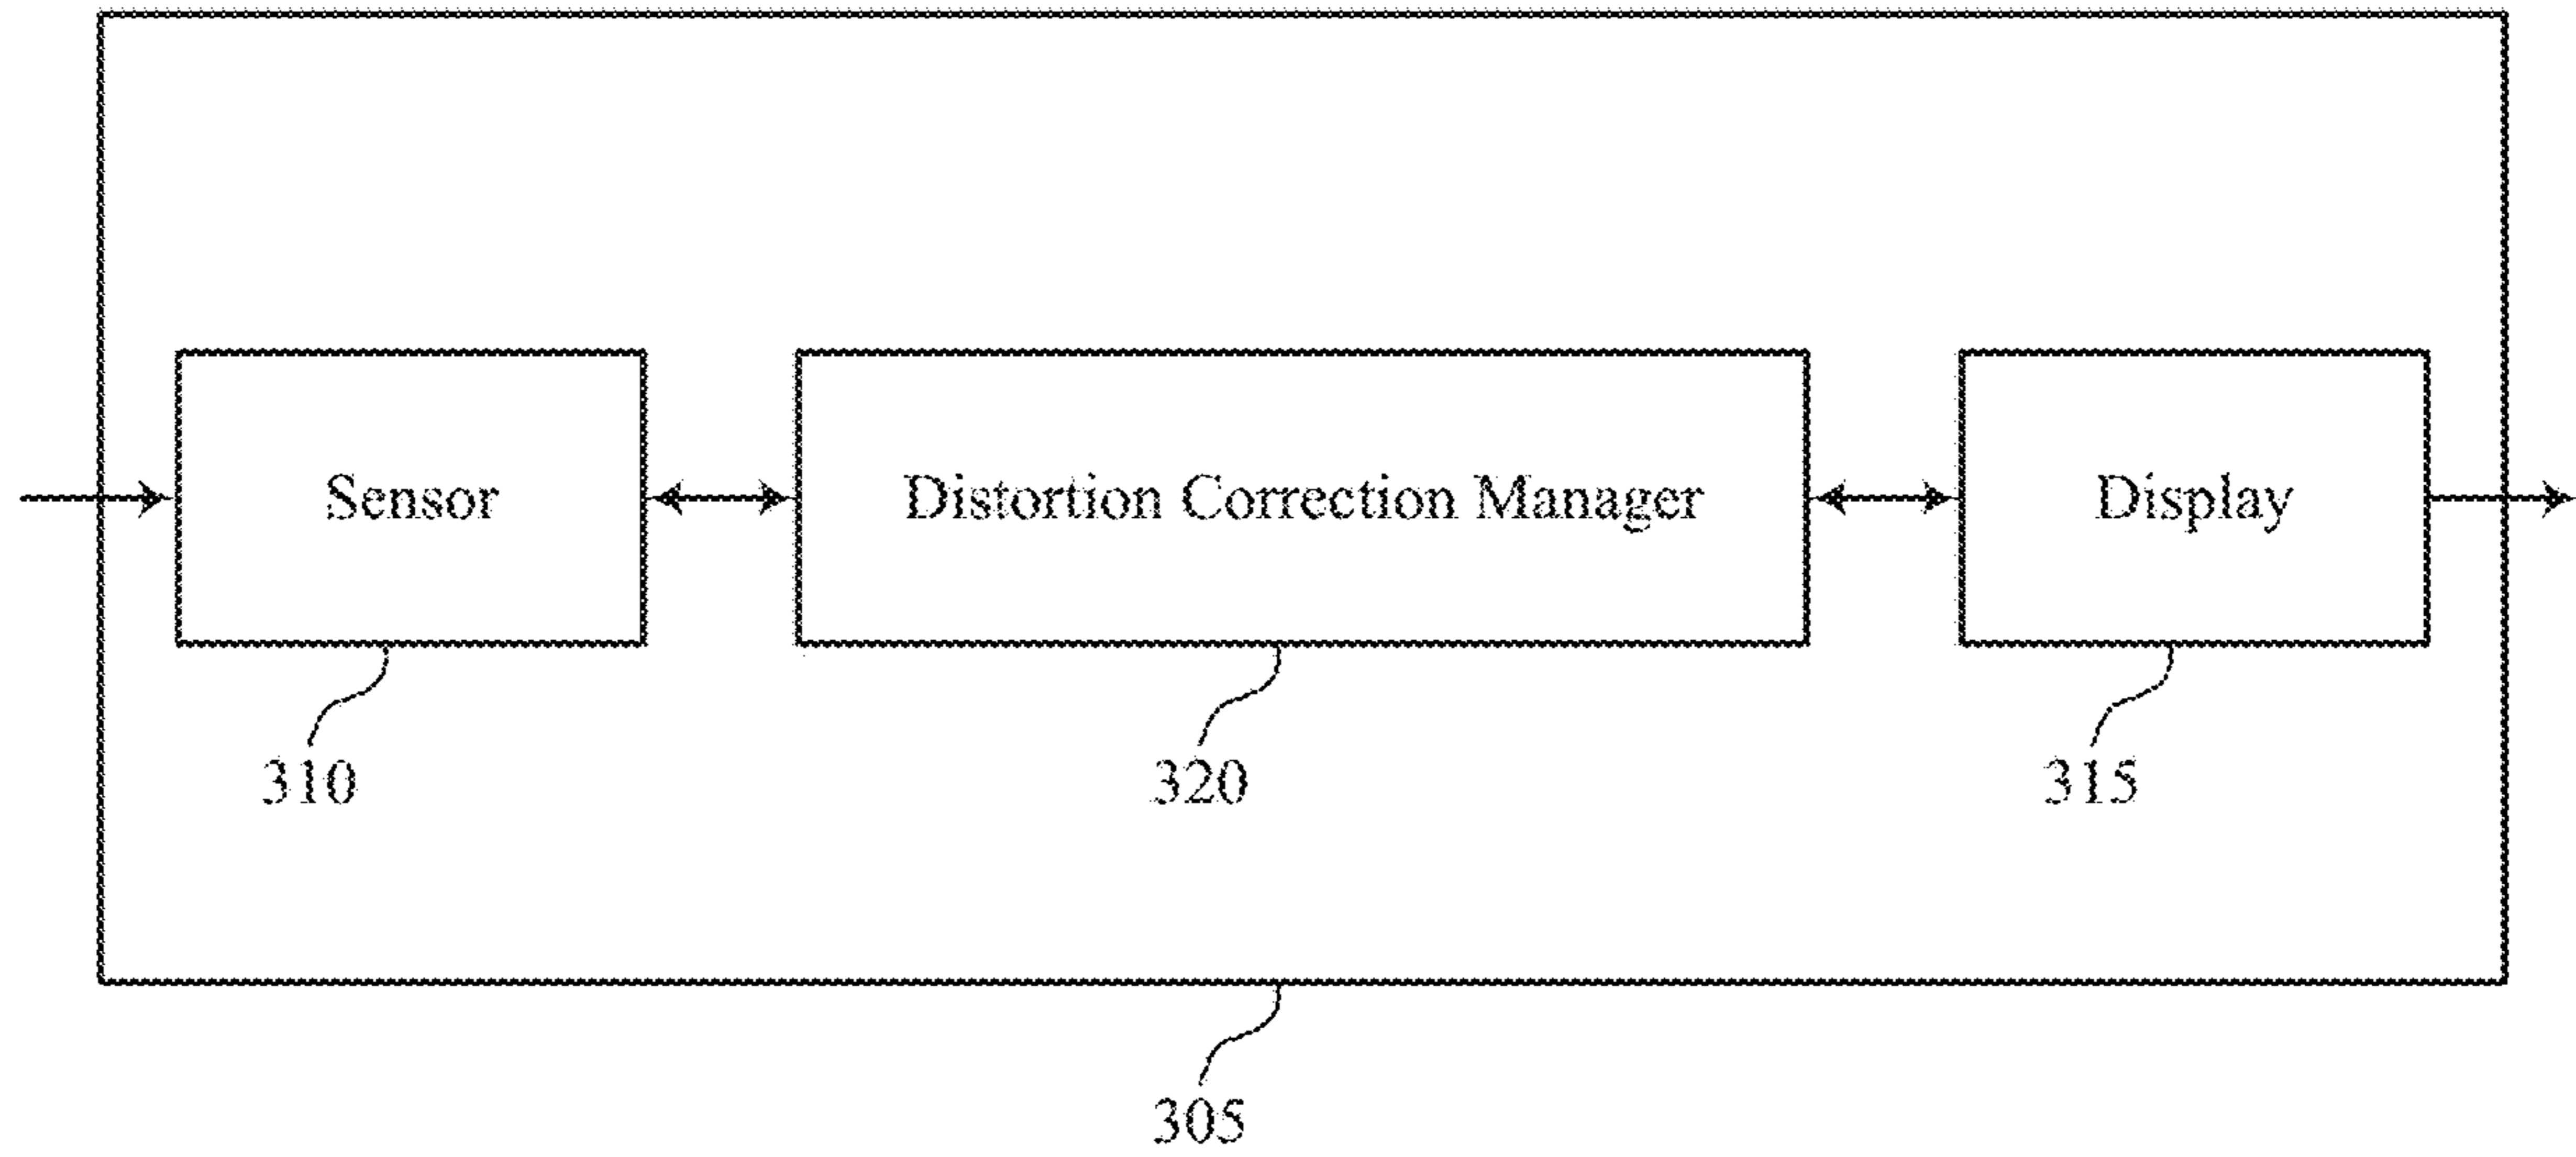 Sensor
Distortion Correction Manager
Display
310
320
315
305